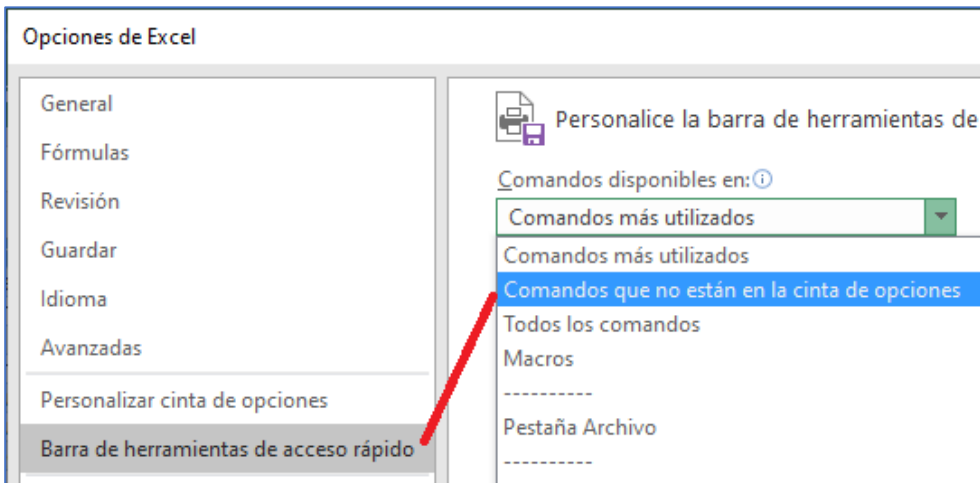 Opciones de Excel
General
Fórmulas
Revisión
Guardar
Idioma
Avanzadas
Personalizar cinta de opciones
Barra de herramientas de acceso rápido
Personalice la barra de herramientas de
Comandos disponibles en:
Comandos más utilizados
Comandos más utilizados
Comandos que no están en la cinta de opciones
Todos los comandos
Macros
----------
Pestaña Archivo
----------